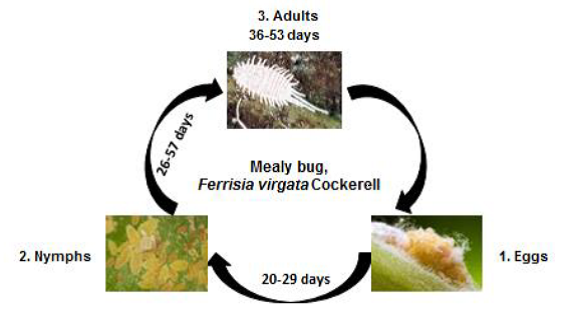 3. Adults
36-53 days
26-57 days
Mealy bug,
Ferrisia virgata Cockerell
2. Nymphs
1. Eggs
20-29 days